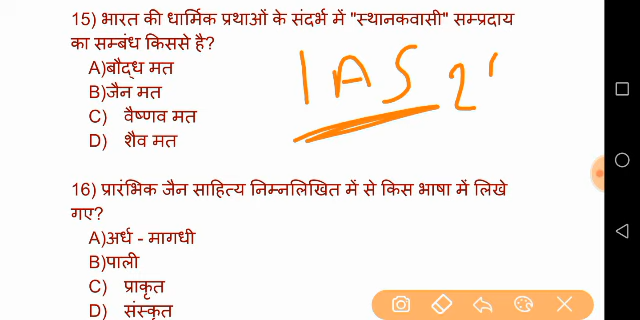 15) भारत की धार्मिक प्रथाओं के संदर्भ में "स्थानकवासी" सम्प्रदाय
का सम्बंध किससे है?
A)बौद्ध मत
B)जैन मत
C) वैष्णव मत
D) शैव मत
IAS 2
16) प्रारंभिक जैन साहित्य निम्नलिखित में से किस भाषा में लिखे
गए?
A)अर्ध - मागधी
B)पाली
C) प्राकृत
D) संस्कृत